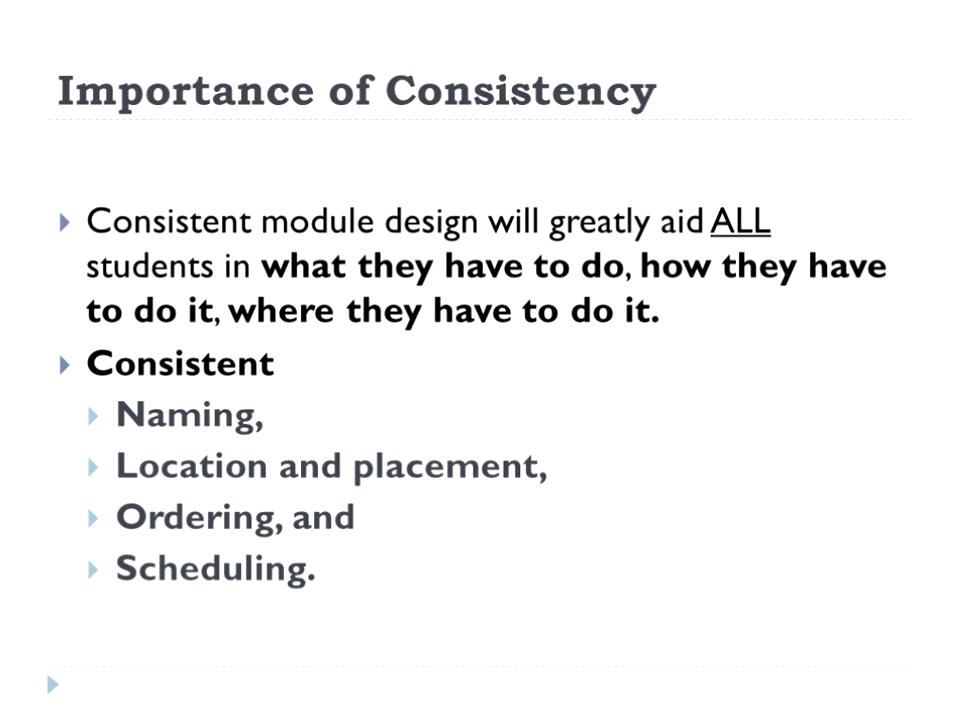 Importance of Consistency
Consistent module design will greatly aid ALL
students in what they have to do, how they have
to do it, where they have to do it.
Consistent
Naming,
Location and placement,
Ordering, and
Scheduling.